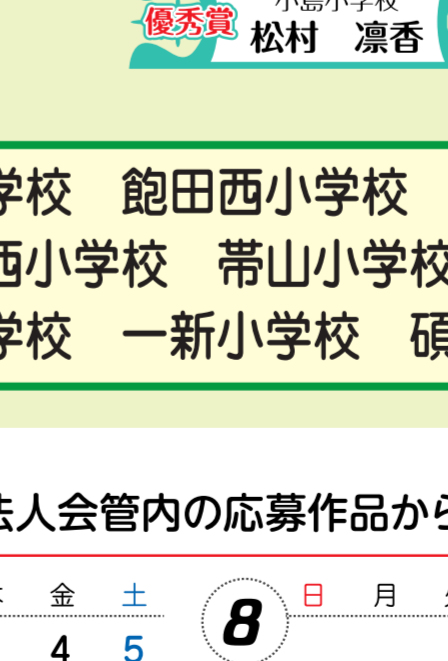 小島小学校
優秀賞
松村 凛香
学校 飽田西小学校
西小学校 帯山小学校
学校 一新小学校 碩
法人会管内の応募作品から
金 土 8 日 月
4 5